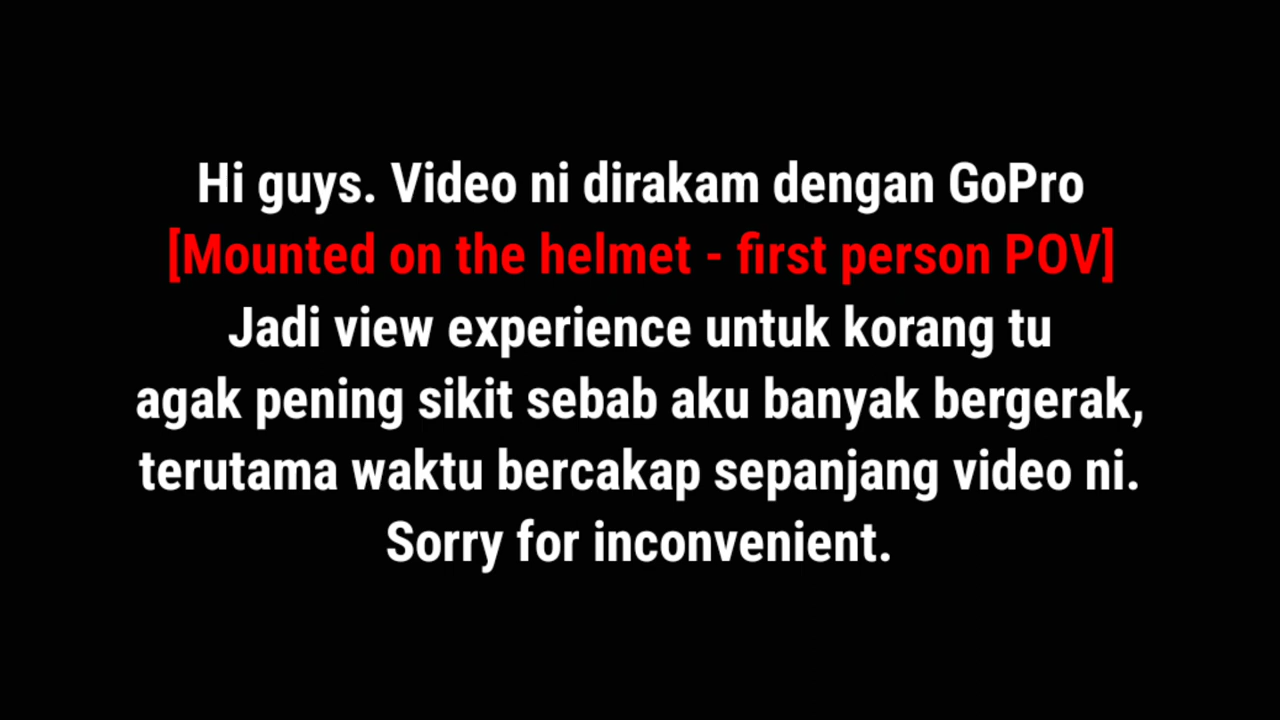 Hi guys. Video ni dirakam dengan GoPro
[Mounted on the helmet - first person POV]
Jadi view experience untuk korang tu
agak pening sikit sebab aku banyak bergerak,
terutama waktu bercakap sepanjang video ni.
Sorry for inconvenient.